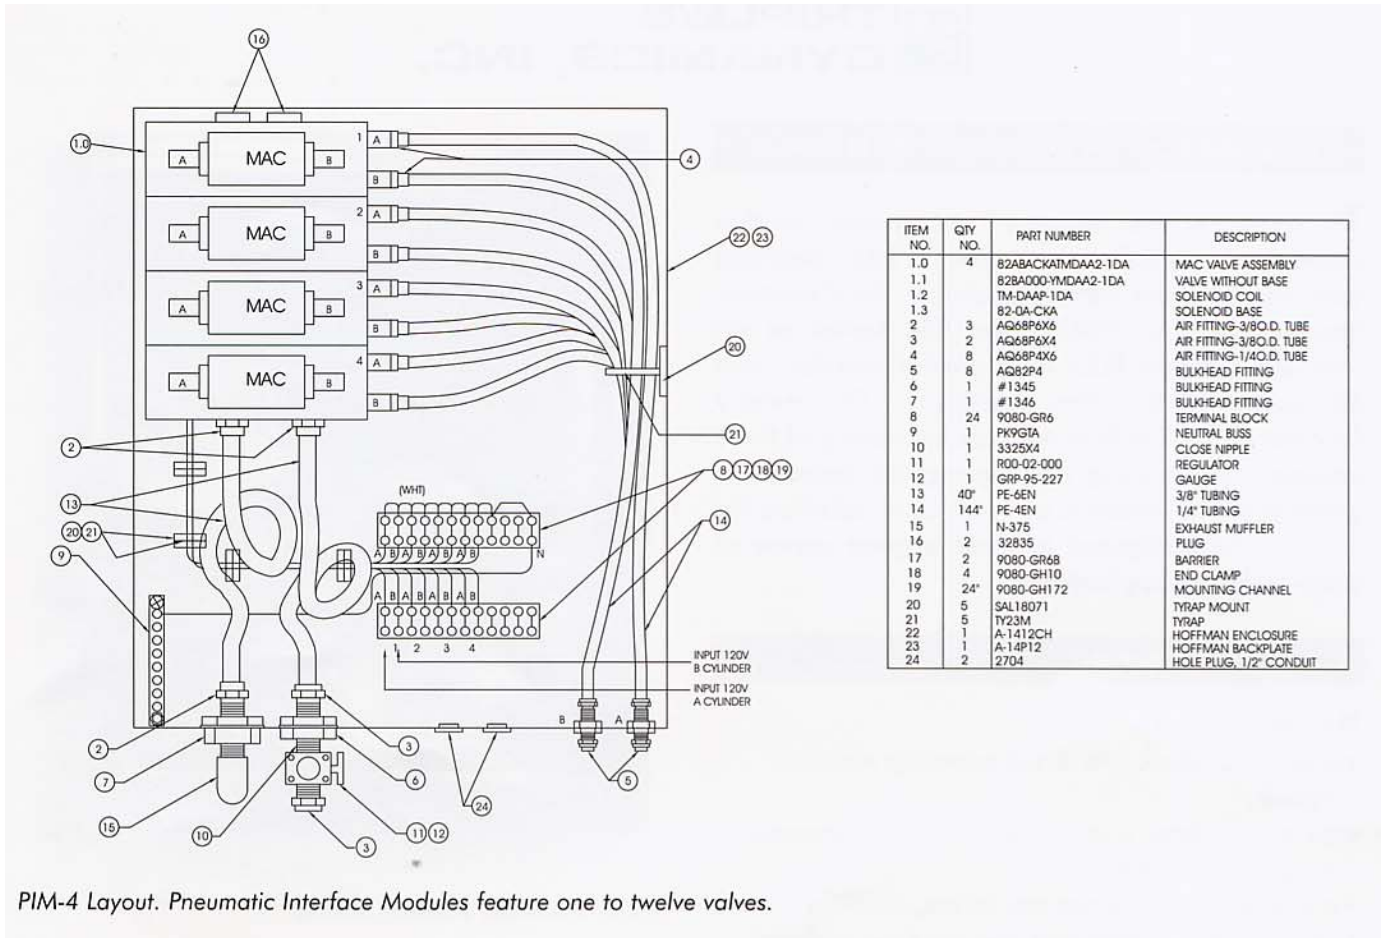 16
1.0
1 A
MAC
A B
B
4
2 A
MAC
A B
B
22 23
3 A
MAC
A B
B
20
4 A
MAC
A B
B
21
2
8 17 18 19
(WHT)
13
14
20 21
A B A B A B A B N
9
A B A B A B A B
1 2 3 4
INPUT 120V
B CYLINDER
INPUT 120V
A CYLINDER
B A
2
3
7
6
5
24
15
10
11 12
3
ITEM NO. QTY NO. PART NUMBER DESCRIPTION
1.0 4 82ABACKATMDAA2-1DA MAC VALVE ASSEMBLY
1.1 82BA000-YMDAA2-1DA VALVE WITHOUT BASE
1.2 TM-DAAP-1DA SOLENOID COIL
1.3 82-0A-CKA SOLENOID BASE
2 3 AQ68P6X6 AIR FITTING-3/8O.D. TUBE
3 2 AQ68P6X4 AIR FITTING-3/8O.D. TUBE
4 8 AQ68P4X6 AIR FITTING-1/4O.D. TUBE
5 8 AQ82P4 BULKHEAD FITTING
6 1 #1345 BULKHEAD FITTING
7 1 #1346 BULKHEAD FITTING
8 24 9080-GR6 TERMINAL BLOCK
9 1 PK9GTA NEUTRAL BUSS
10 1 3325X4 CLOSE NIPPLE
11 1 R00-02-000 REGULATOR
12 1 GRP-95-227 GAUGE
13 40" PE-6EN 3/8" TUBING
14 144" PE-4EN 1/4" TUBING
15 1 N-375 EXHAUST MUFFLER
16 2 32835 PLUG
17 2 9080-GR68 BARRIER
18 4 9080-GH10 END CLAMP
19 24" 9080-GH172 MOUNTING CHANNEL
20 5 SAL18071 TYRAP MOUNT
21 5 TY23M TYRAP
22 1 A-1412CH HOFFMAN ENCLOSURE
23 1 A-14P12 HOFFMAN BACKPLATE
24 2 2704 HOLE PLUG, 1/2" CONDUIT
PIM-4 Layout. Pneumatic Interface Modules feature one to twelve valves.